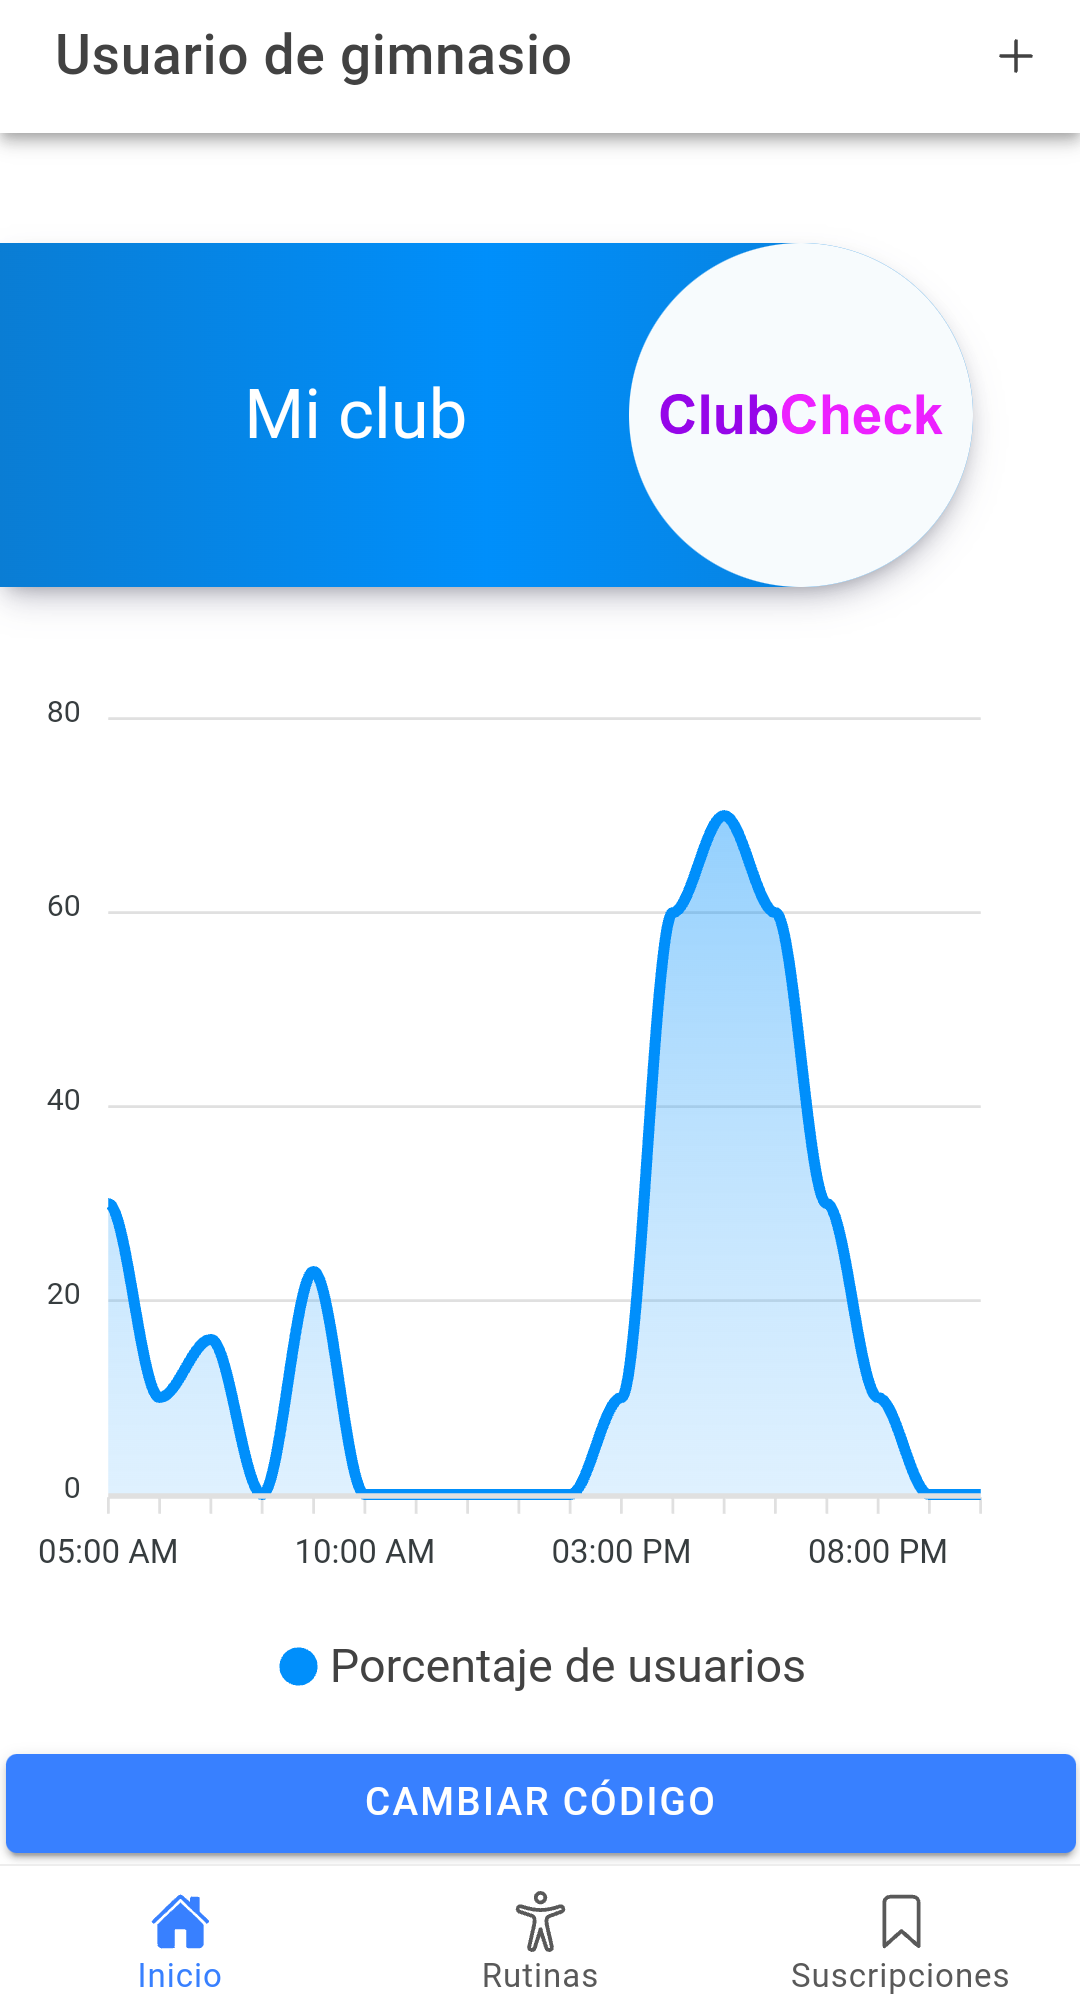 Usuario de gimnasio
Mi club
ClubCheck
80
60
40
20
0
05:00 AM 10:00 AM 03:00 PM 08:00 PM
Porcentaje de usuarios
CAMBIAR CÓDIGO
Inicio Rutinas Suscripciones